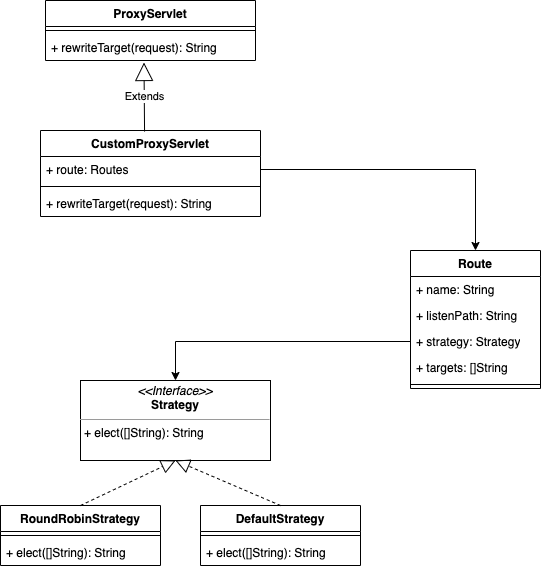 ProxyServlet
+ rewriteTarget(request): String
Extends
CustomProxyServlet
+ route: Routes
+ rewriteTarget(request): String
Route
+ name: String
+ listenPath: String
+ strategy: Strategy
+ targets: []String
<<Interface>>
Strategy
+ elect([]String): String
RoundRobinStrategy
+ elect([]String): String
DefaultStrategy
+ elect([]String): String